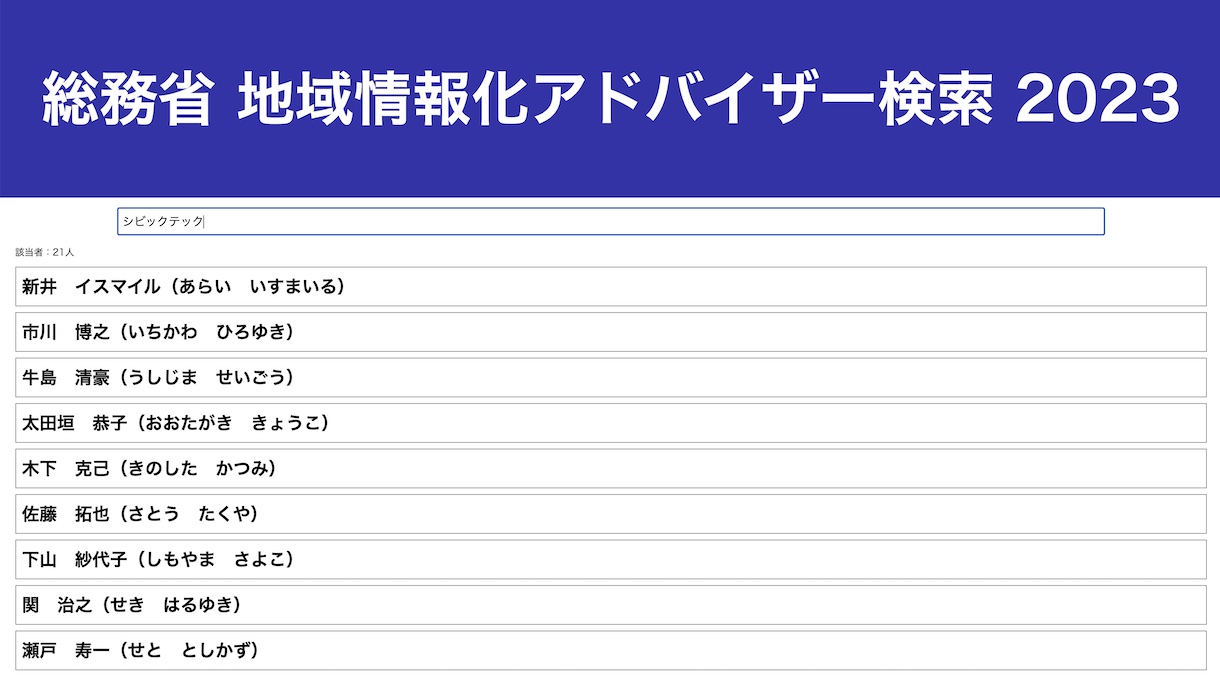 総務省 地域情報化アドバイザー検索 2023
シビックテック
該当者：21人
新井　イスマイル（あらい　いすまいる）
市川　博之（いちかわ　ひろゆき）
牛島　清豪（うしじま　せいごう）
太田垣　恭子（おおたがき　きょうこ）
木下　克己（きのした　かつみ）
佐藤　拓也（さとう　たくや）
下山　紗代子（しもやま　さよこ）
関　治之（せき　はるゆき）
瀬戸　寿一（せと　としかず）